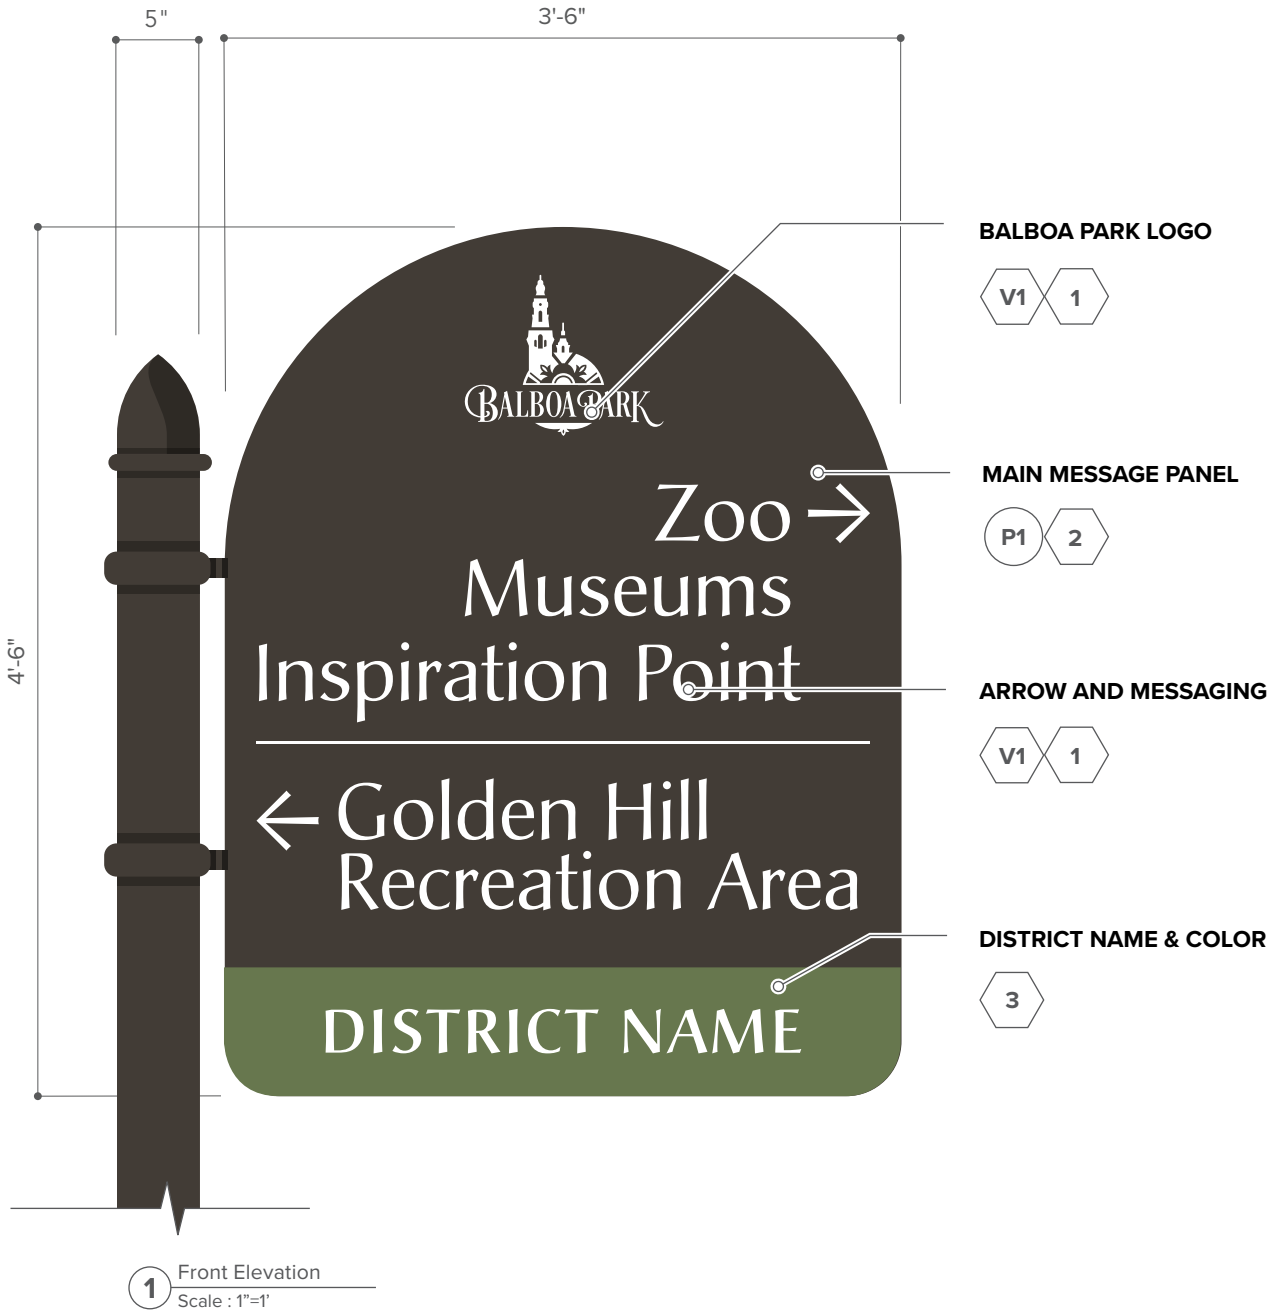 5"
3'-6"
4'-6"
BALBOA PARK
BALBOA PARK LOGO
V1 1
Zoo →
Museums
Inspiration Point
MAIN MESSAGE PANEL
P1 2
ARROW AND MESSAGING
V1 1
← Golden Hill
Recreation Area
DISTRICT NAME & COLOR
3
DISTRICT NAME
1 Front Elevation
Scale : 1"=1'